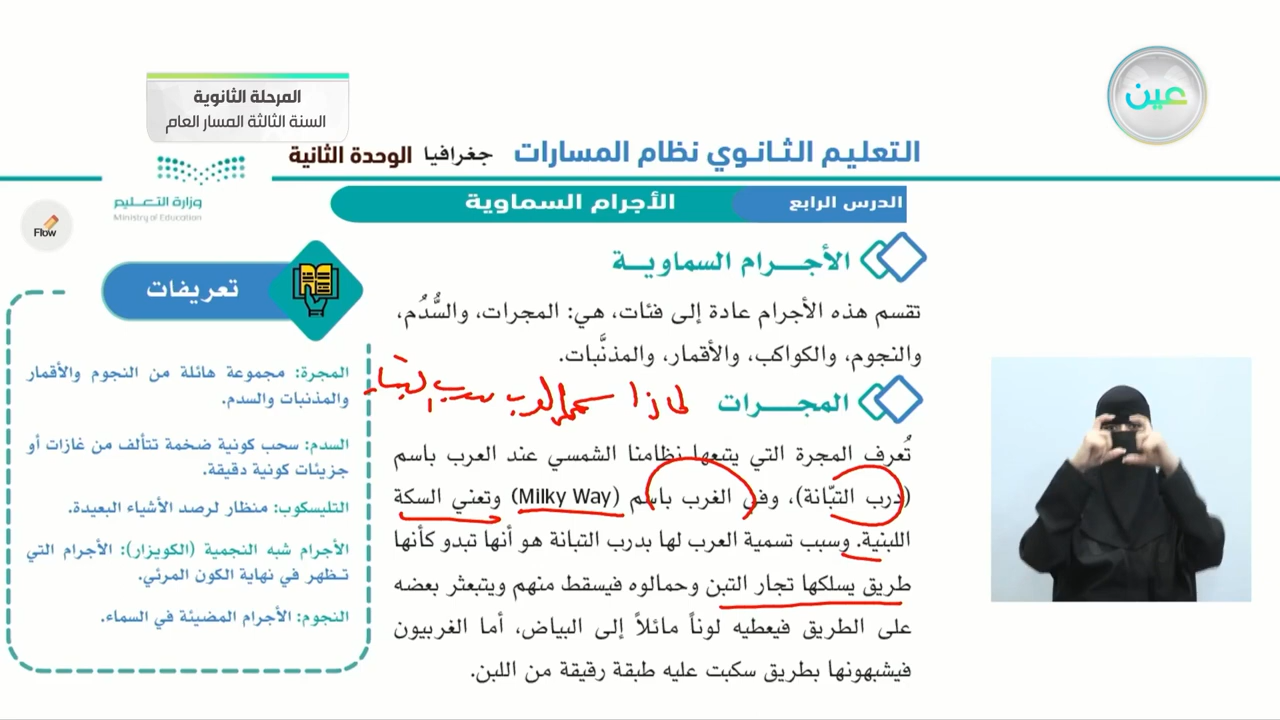 عين
المرحلة الثانوية
السنة الثالثة المسار العام
التعليم الثانوي نظام المسارات جغرافيا الوحدة الثانية
وزارة التعليم
Ministry of Education
الدرس الرابع الأجرام السماوية
Flow
الأجرام السماوية
تقسم هذه الأجرام عادة إلى فئات، هي: المجرات، والسُّدُم،
والنجوم، والكواكب، والأقمار، والمذنَّبات.
المجرات لماذا سمى العرب درب التبانة
تُعرف المجرة التي يتبعها نظامنا الشمسي عند العرب باسم
(درب التبّانة)، وفي الغرب باسم (Milky Way) وتعني السكة
اللبنية. وسبب تسمية العرب لها بدرب التبانة هو أنها تبدو كأنها
طريق يسلكها تجار التبن وحمالوه فيسقط منهم ويتبعثر بعضه
على الطريق فيعطيه لوناً مائلاً إلى البياض، أما الغربيون
فيشبهونها بطريق سكبت عليه طبقة رقيقة من اللبن.
تعريفات
المجرة: مجموعة هائلة من النجوم والأقمار
والمذنبات والسدم.
السدم: سحب كونية ضخمة تتألف من غازات أو
جزيئات كونية دقيقة.
التليسكوب: منظار لرصد الأشياء البعيدة.
الأجرام شبه النجمية (الكويزار): الأجرام التي
تظهر في نهاية الكون المرئي.
النجوم: الأجرام المضيئة في السماء.